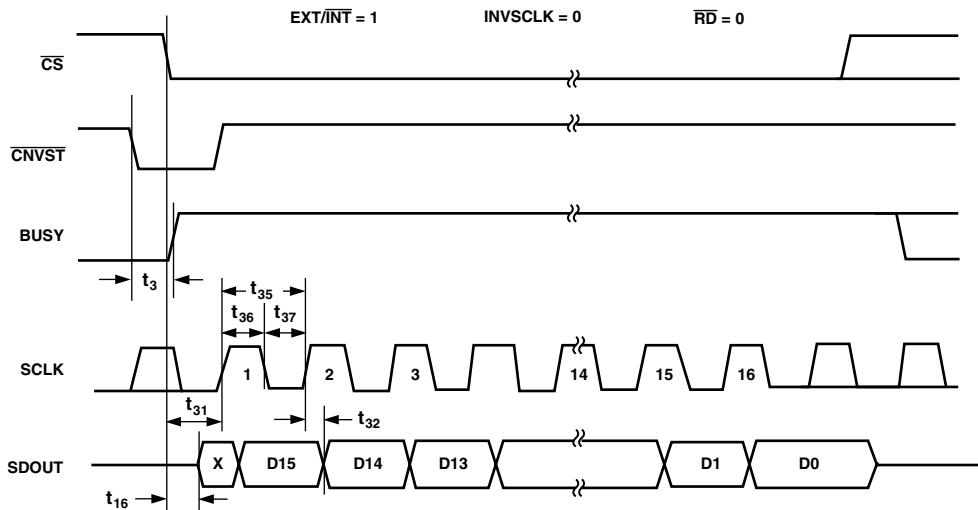 EXT/INT = 1 INVSCLK = 0 RD = 0
CS
CNVST
BUSY
t3
t35
t36 t37
SCLK 1 2 3 14 15 16
t31
t32
SDOUT X D15 D14 D13 D1 D0
t16